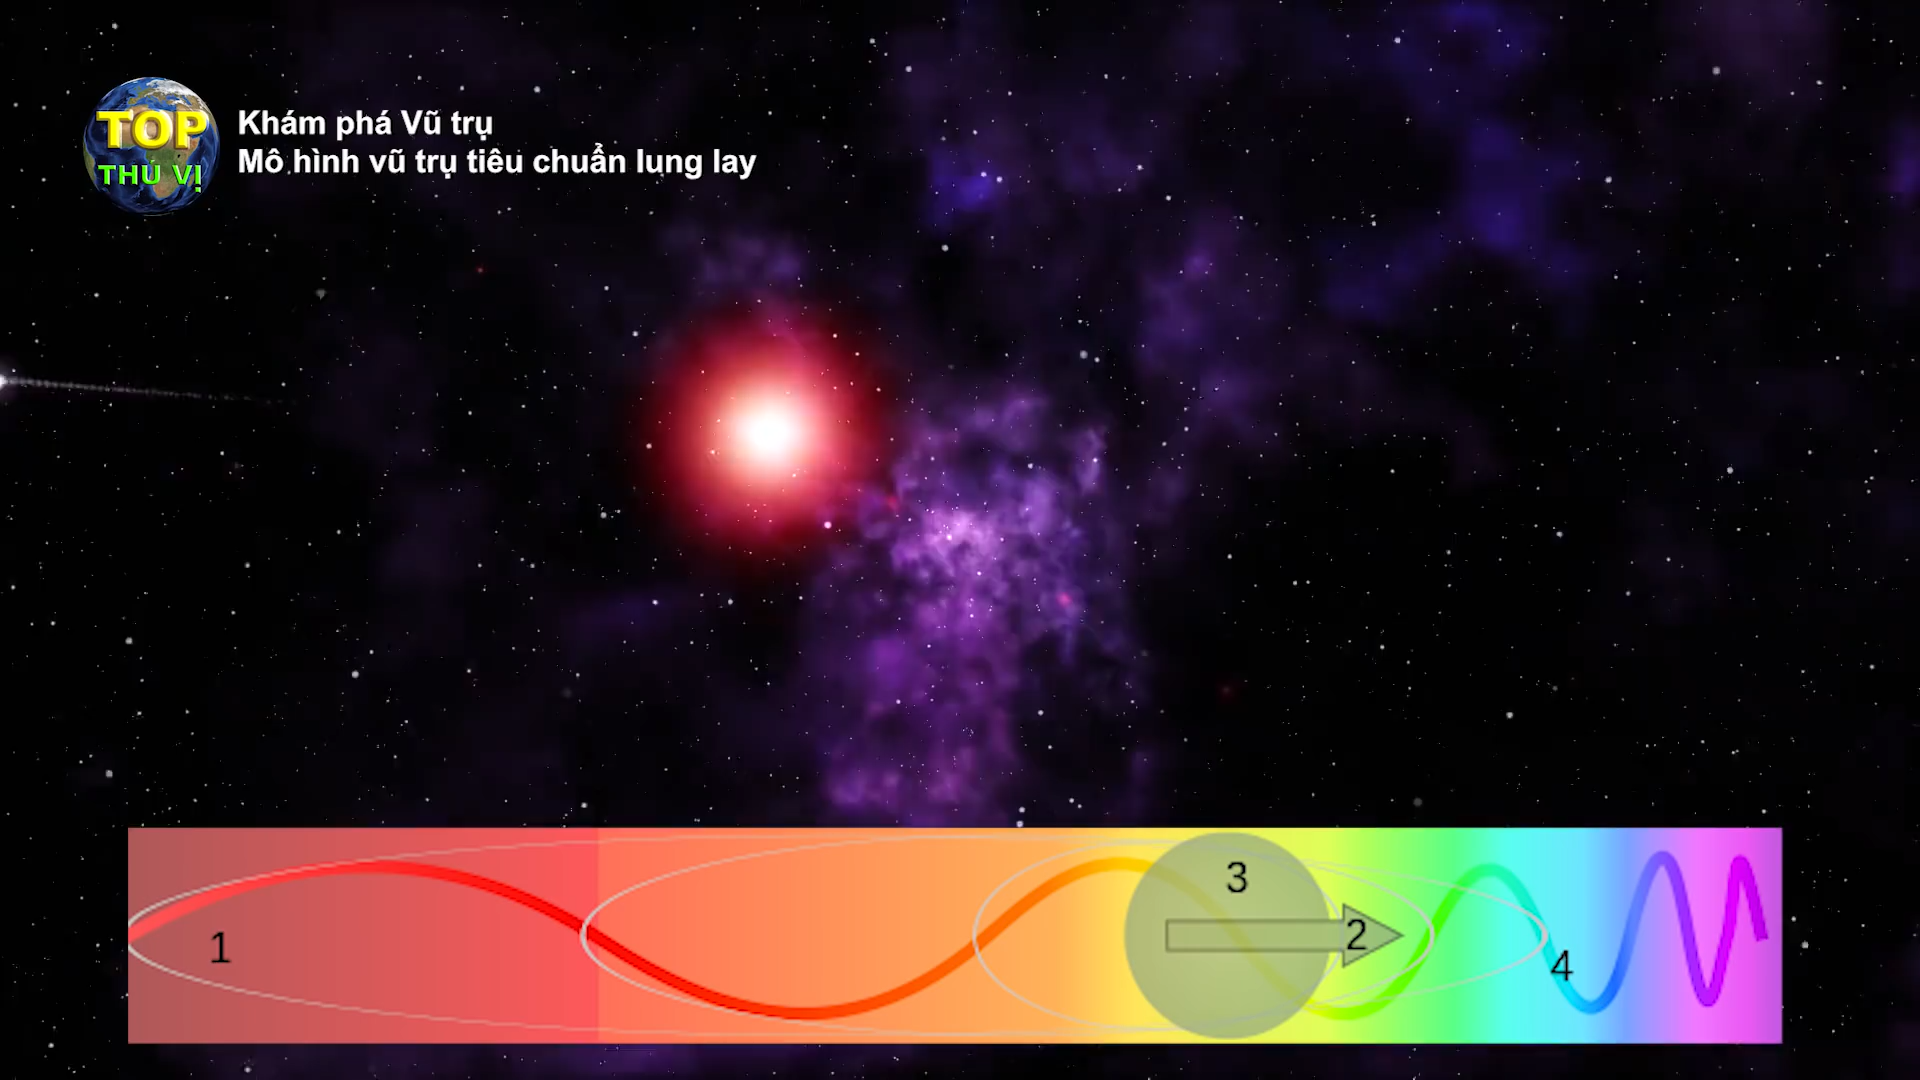 TOP
THÚ VỊ
Khám phá Vũ trụ
Mô hình vũ trụ tiêu chuẩn lung lay
3
2
1
4